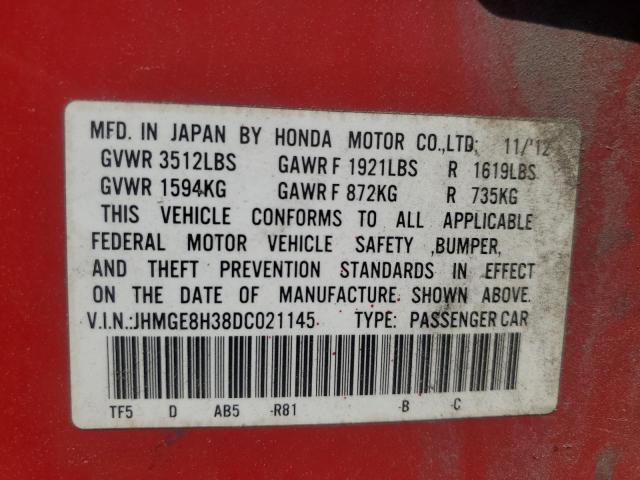 MFD. IN JAPAN BY HONDA MOTOR CO.,LTD: 11/'12
GVWR 3512LBS GAWR F 1921LBS R 1619LBS
GVWR 1594KG GAWR F 872KG R 735KG
THIS VEHICLE CONFORMS TO ALL APPLICABLE
FEDERAL MOTOR VEHICLE SAFETY ,BUMPER,
AND THEFT PREVENTION STANDARDS IN EFFECT
ON THE DATE OF MANUFACTURE SHOWN ABOVE.
V.I.N.:JHMGE8H38DC021145 TYPE: PASSENGER CAR
TF5 D AB5 -R81 -B -C